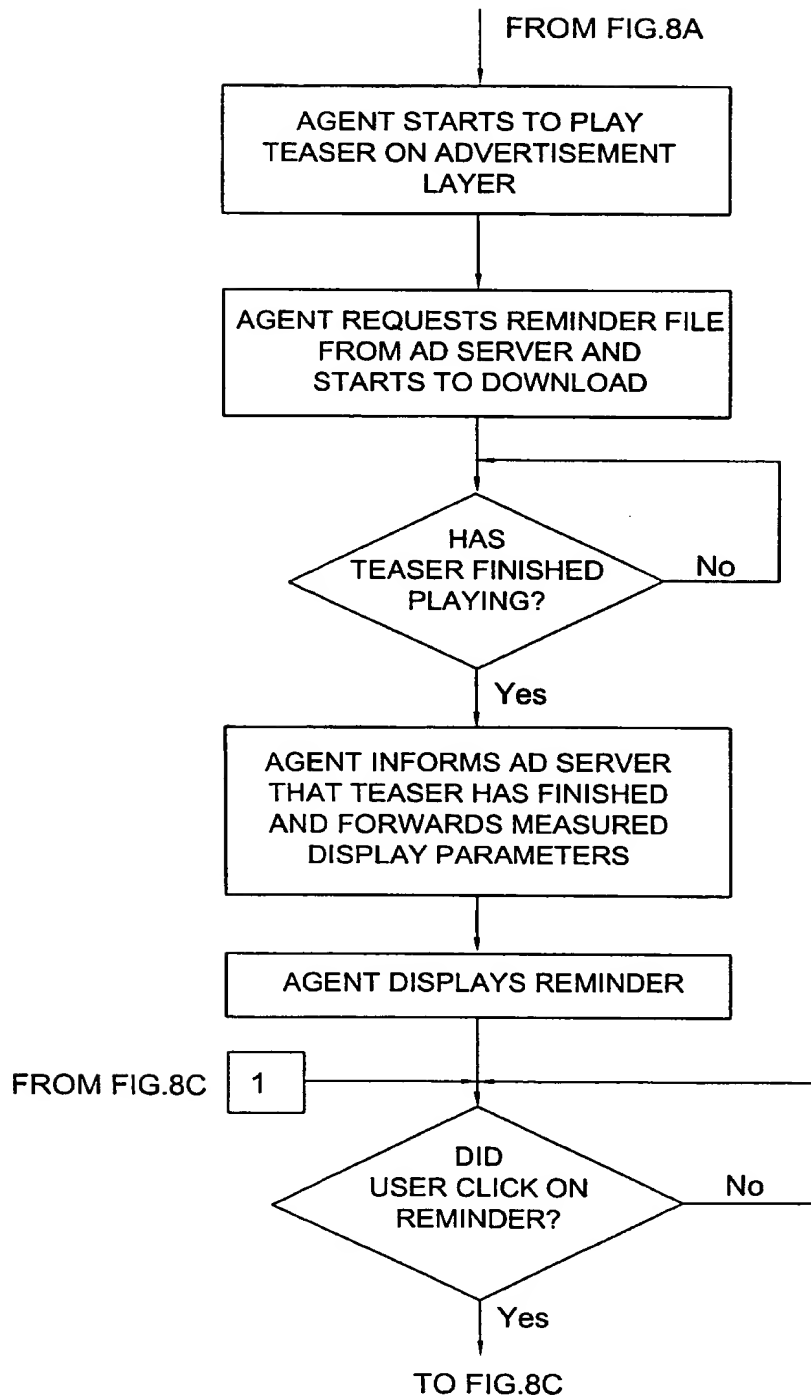 FROM FIG.8A
AGENT STARTS TO PLAY
TEASER ON ADVERTISEMENT
LAYER
AGENT REQUESTS REMINDER FILE
FROM AD SERVER AND
STARTS TO DOWNLOAD
HAS
TEASER FINISHED
PLAYING?
No
Yes
AGENT INFORMS AD SERVER
THAT TEASER HAS FINISHED
AND FORWARDS MEASURED
DISPLAY PARAMETERS
AGENT DISPLAYS REMINDER
FROM FIG.8C 1
DID
USER CLICK ON
REMINDER?
No
Yes
TO FIG.8C